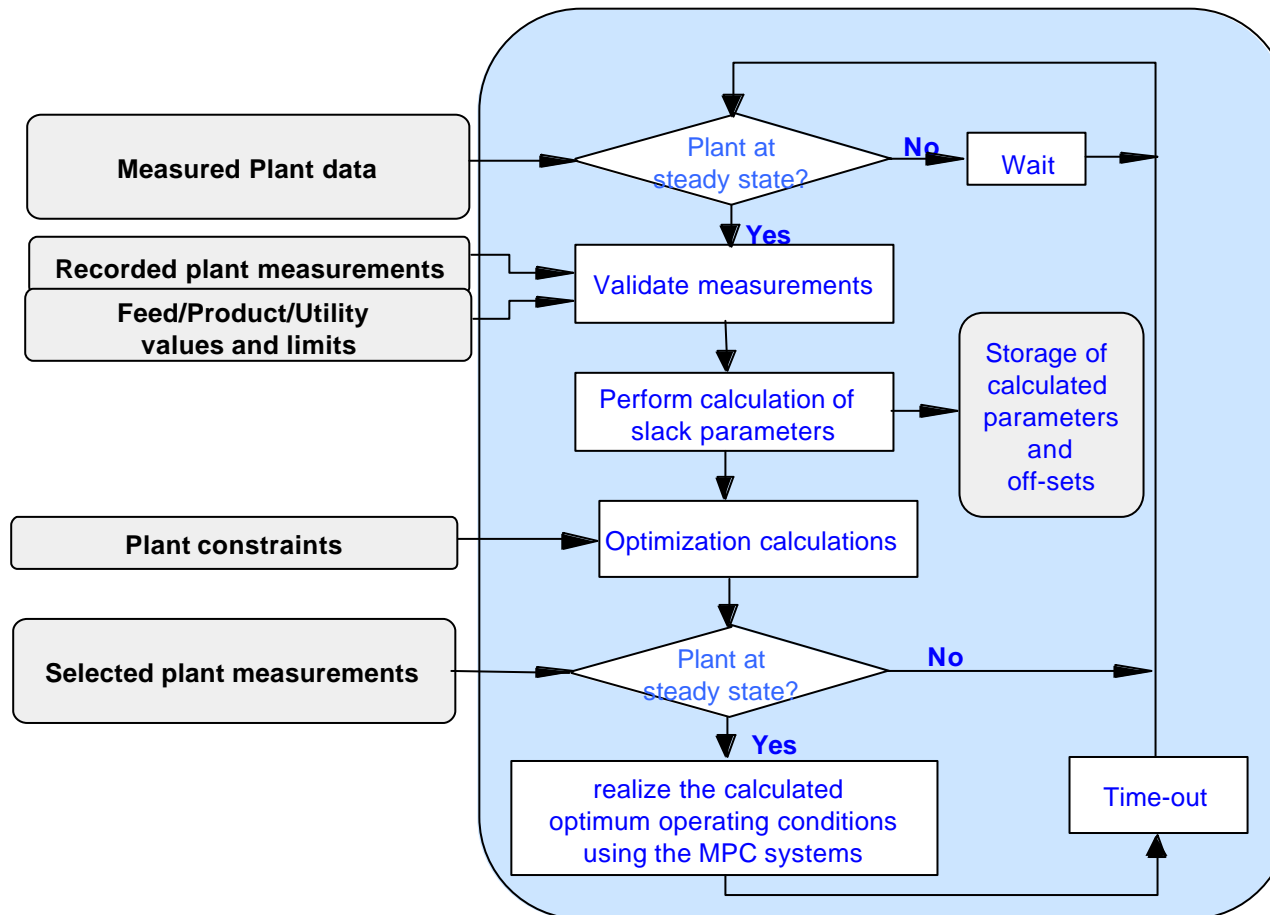 Plant at
steady state?
No
Wait
Measured Plant data
Yes
Recorded plant measurements
Validate measurements
Feed/Product/Utility
values and limits
Storage of
calculated
parameters
and
off-sets
Perform calculation of
slack parameters
Plant constraints
Optimization calculations
Selected plant measurements
Plant at
steady state?
No
Yes
realize the calculated
optimum operating conditions
using the MPC systems
Time-out